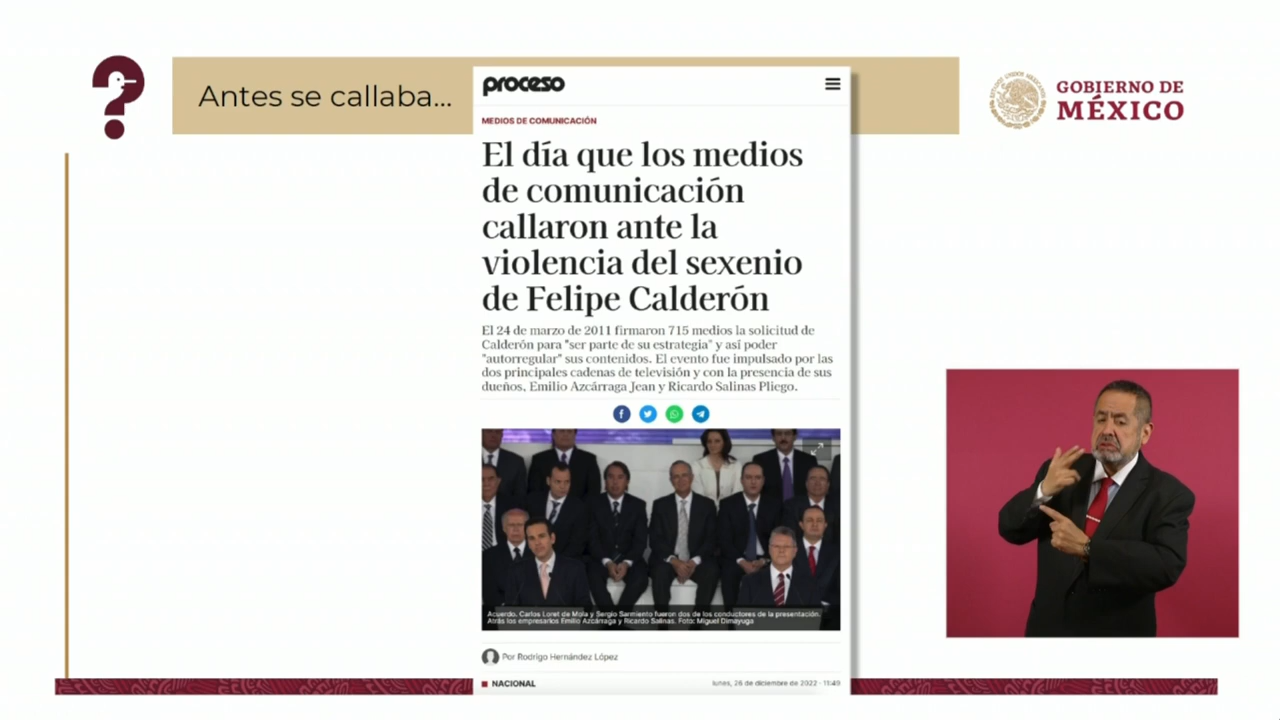 Antes se callaba...
GOBIERNO DE
MÉXICO
proceso
MEDIOS DE COMUNICACIÓN
El día que los medios
de comunicación
callaron ante la
violencia del sexenio
de Felipe Calderón
El 24 de marzo de 2011 firmaron 715 medios la solicitud de
Calderón para "ser parte de su estrategia" y así poder
"autorregular" sus contenidos. El evento fue impulsado por las
dos principales cadenas de televisión y con la presencia de sus
dueños, Emilio Azcárraga Jean y Ricardo Salinas Pliego.
Acuerdo. Carlos Loret de Mola y Sergio Sarmiento fueron dos de los conductores de la presentación.
Atrás los empresarios Emilio Azcárraga y Ricardo Salinas. Foto: Miguel Dimayuga
Por Rodrigo Hernández López
NACIONAL
lunes, 26 de diciembre de 2022 · 11:49